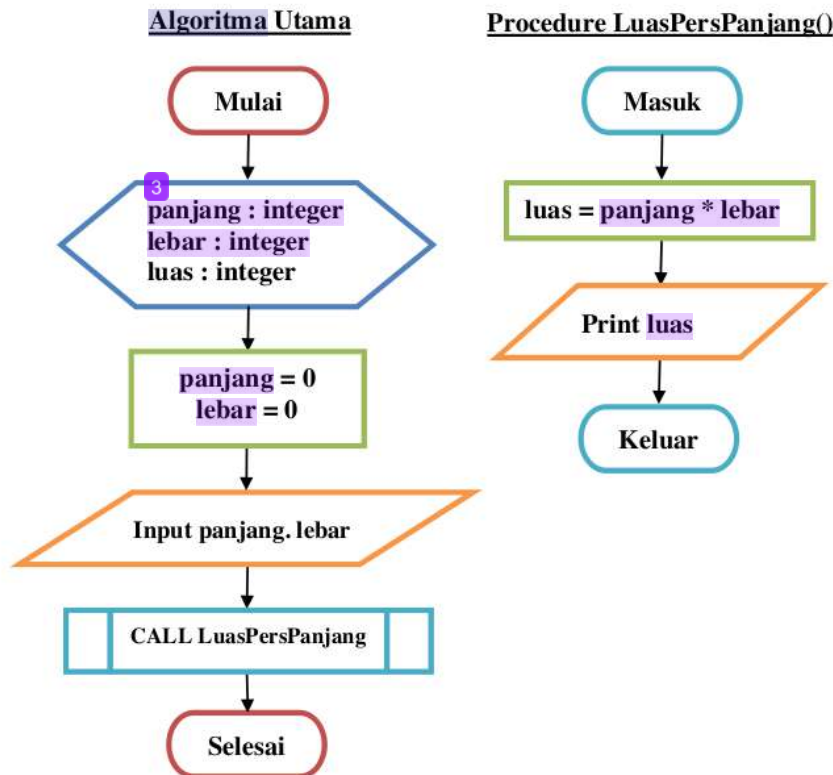 Algoritma Utama
Mulai
3
panjang : integer
lebar : integer
luas : integer
panjang = 0
lebar = 0
Input panjang. lebar
CALL LuasPersPanjang
Selesai
Procedure LuasPersPanjang()
Masuk
luas = panjang * lebar
Print luas
Keluar